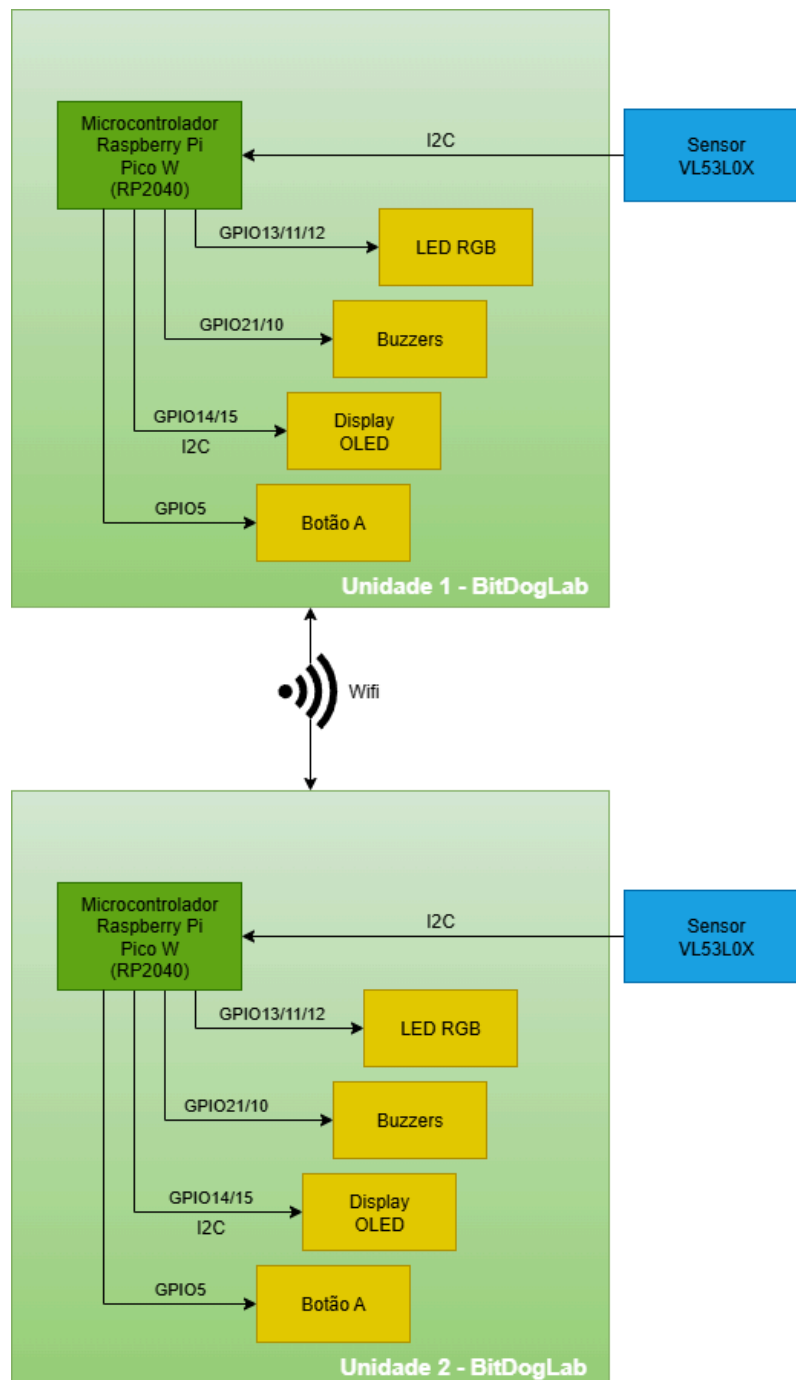 Microcontrolador
Raspberry Pi
Pico W
(RP2040)
I2C
Sensor
VL53L0X
GPIO13/11/12
LED RGB
GPIO21/10
Buzzers
GPIO14/15
I2C
Display
OLED
GPIO5
Botão A
Unidade 1 - BitDogLab
Wifi
Microcontrolador
Raspberry Pi
Pico W
(RP2040)
I2C
Sensor
VL53L0X
GPIO13/11/12
LED RGB
GPIO21/10
Buzzers
GPIO14/15
I2C
Display
OLED
GPIO5
Botão A
Unidade 2 - BitDogLab